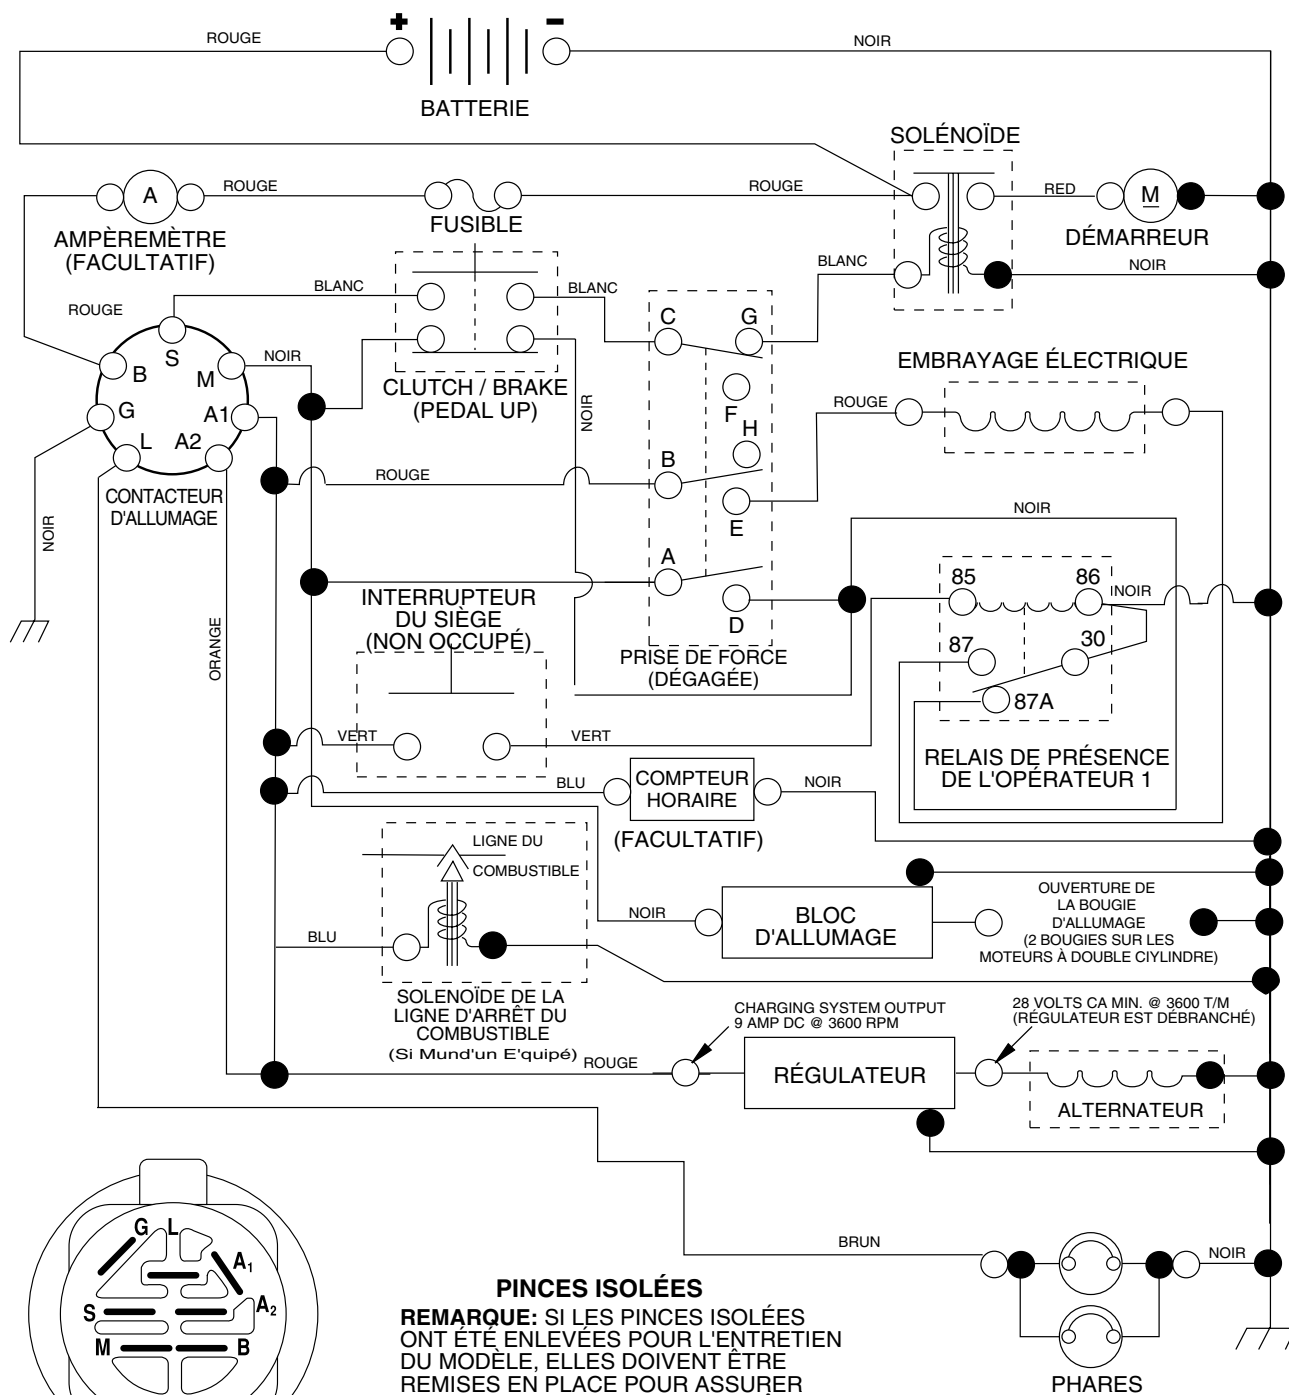 ROUGE
+
-
NOIR
BATTERIE
SOLÉNOÏDE
A
ROUGE
FUSIBLE
ROUGE
RED
M
AMPÈREMÈTRE
(FACULTATIF)
DÉMARREUR
BLANC
NOIR
ROUGE
BLANC
BLANC
S
B
M
G
A1
L
A2
NOIR
CLUTCH / BRAKE
(PEDAL UP)
NOIR
C
G
F
H
B
E
A
D
EMBRAYAGE ÉLECTRIQUE
ROUGE
ROUGE
CONTACTEUR
D'ALLUMAGE
NOIR
NOIR
ORANGE
INTERRUPTEUR
DU SIÈGE
(NON OCCUPÉ)
PRISE DE FORCE
(DÉGAGÉE)
85
86
NOIR
87
30
87A
VERT
VERT
RELAIS DE PRÉSENCE
DE L'OPÉRATEUR 1
BLU
COMPTEUR
HORAIRE
NOIR
(FACULTATIF)
LIGNE DU
COMBUSTIBLE
BLU
NOIR
BLOC
D'ALLUMAGE
OUVERTURE DE
LA BOUGIE
D'ALLUMAGE
(2 BOUGIES SUR LES
MOTEURS À DOUBLE CIYLINDRE)
SOLENOÏDE DE LA
LIGNE D'ARRÊT DU
COMBUSTIBLE
(Si Mund'un E'quipé)
CHARGING SYSTEM OUTPUT
9 AMP DC @ 3600 RPM
28 VOLTS CA MIN. @ 3600 T/M
(RÉGULATEUR EST DÉBRANCHÉ)
ROUGE
RÉGULATEUR
ALTERNATEUR
BRUN
NOIR
PHARES
G
L
A1
A2
S
M
B
PINCES ISOLÉES
REMARQUE: SI LES PINCES ISOLÉES
ONT ÉTÉ ENLEVÉES POUR L'ENTRETIEN
DU MODÈLE, ELLES DOIVENT ÊTRE
REMISES EN PLACE POUR ASSURER